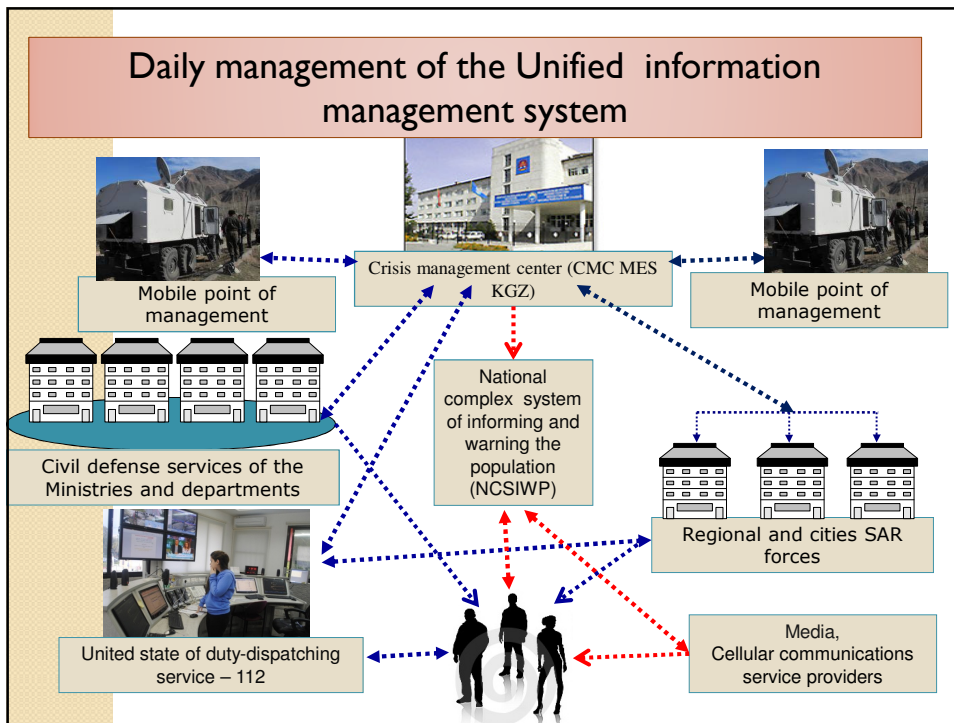 Daily management of the Unified information
management system
Crisis management center (CMC MES
KGZ)
Mobile point of
management
Mobile point of
management
National
complex system
of informing and
warning the
population
(NCSIWP)
Civil defense services of the
Ministries and departments
Regional and cities SAR
forces
United state of duty-dispatching
service – 112
Media,
Cellular communications
service providers